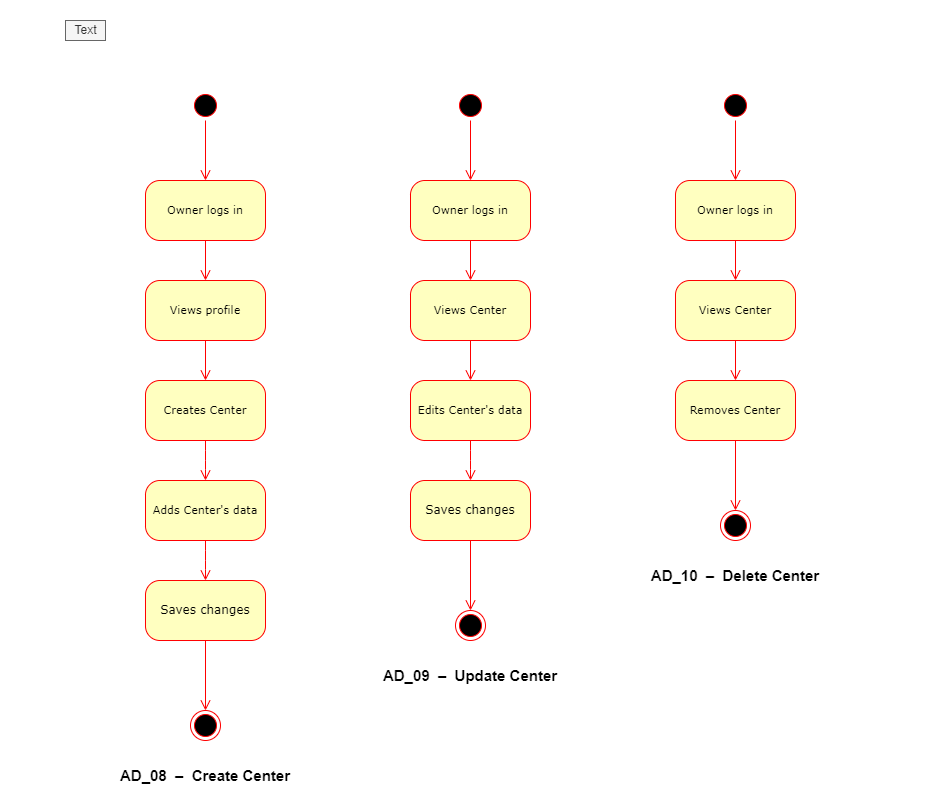 Text
Owner logs in
Views profile
Creates Center
Adds Center's data
Saves changes
AD_08 – Create Center
Owner logs in
Views Center
Edits Center's data
Saves changes
AD_09 – Update Center
Owner logs in
Views Center
Removes Center
AD_10 – Delete Center